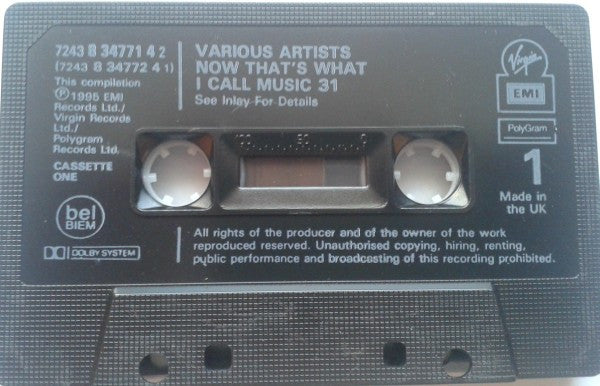 7243 8 34771 4 2
(7243 8 34772 4 1)
This compilation
Ⓟ1995 EMI
Records Ltd./
Virgin Records
Ltd./
Polygram
Records Ltd.
CASSETTE
ONE
bel
BIEM
DOLBY SYSTEM
VARIOUS ARTISTS
NOW THAT'S WHAT
I CALL MUSIC 31
See Inlay For Details
100 50 0
Virgin
EMI
PolyGram
1
Made in
the UK
All rights of the producer and of the owner of the work
reproduced reserved. Unauthorised copying, hiring, renting,
public performance and broadcasting of this recording prohibited.